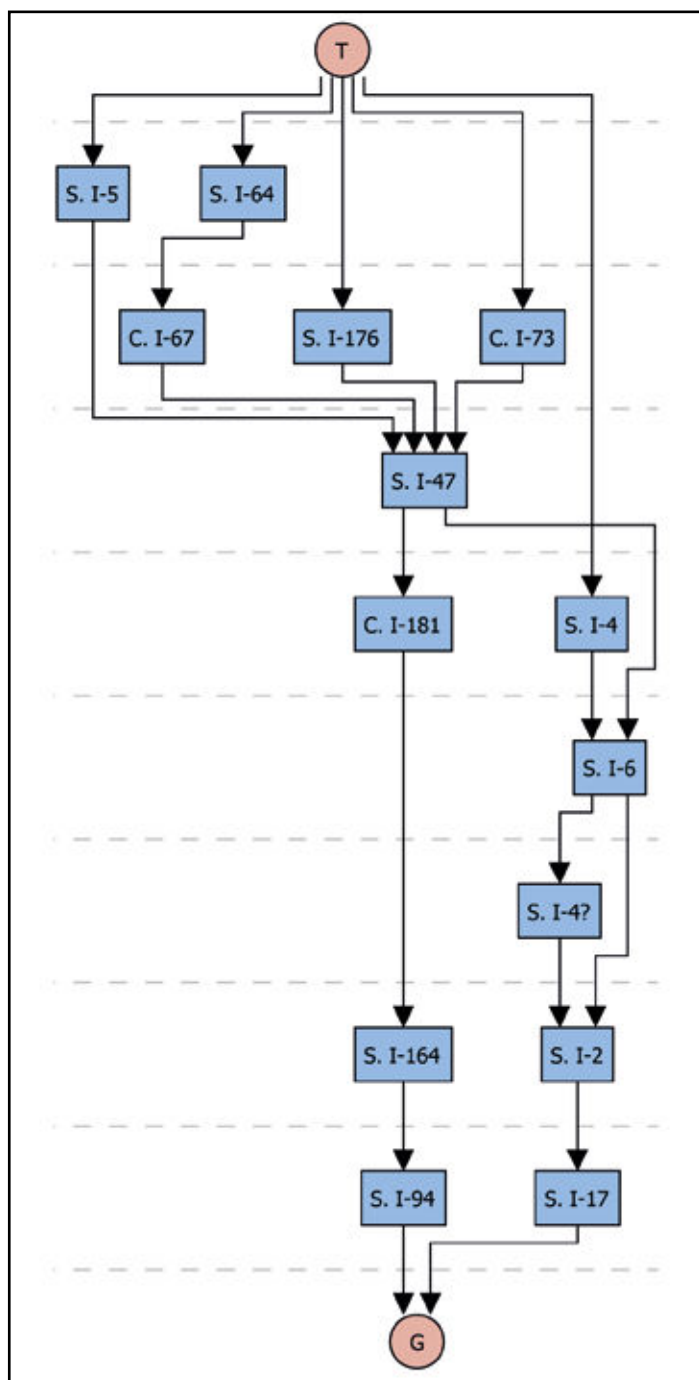 T
S. I-5
S. I-64
C. I-67
S. I-176
C. I-73
S. I-47
C. I-181
S. I-4
S. I-6
S. I-4?
S. I-164
S. I-2
S. I-94
S. I-17
G